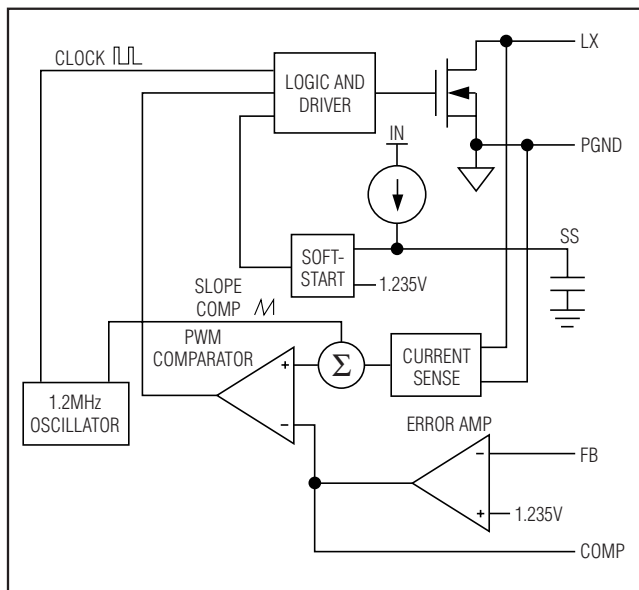 CLOCK
LOGIC AND
DRIVER
LX
IN
PGND
SS
SOFT-
START
1.235V
SLOPE
COMP
PWM
COMPARATOR
+
Σ
CURRENT
SENSE
1.2MHz
OSCILLATOR
−
ERROR AMP
−
FB
+
1.235V
COMP